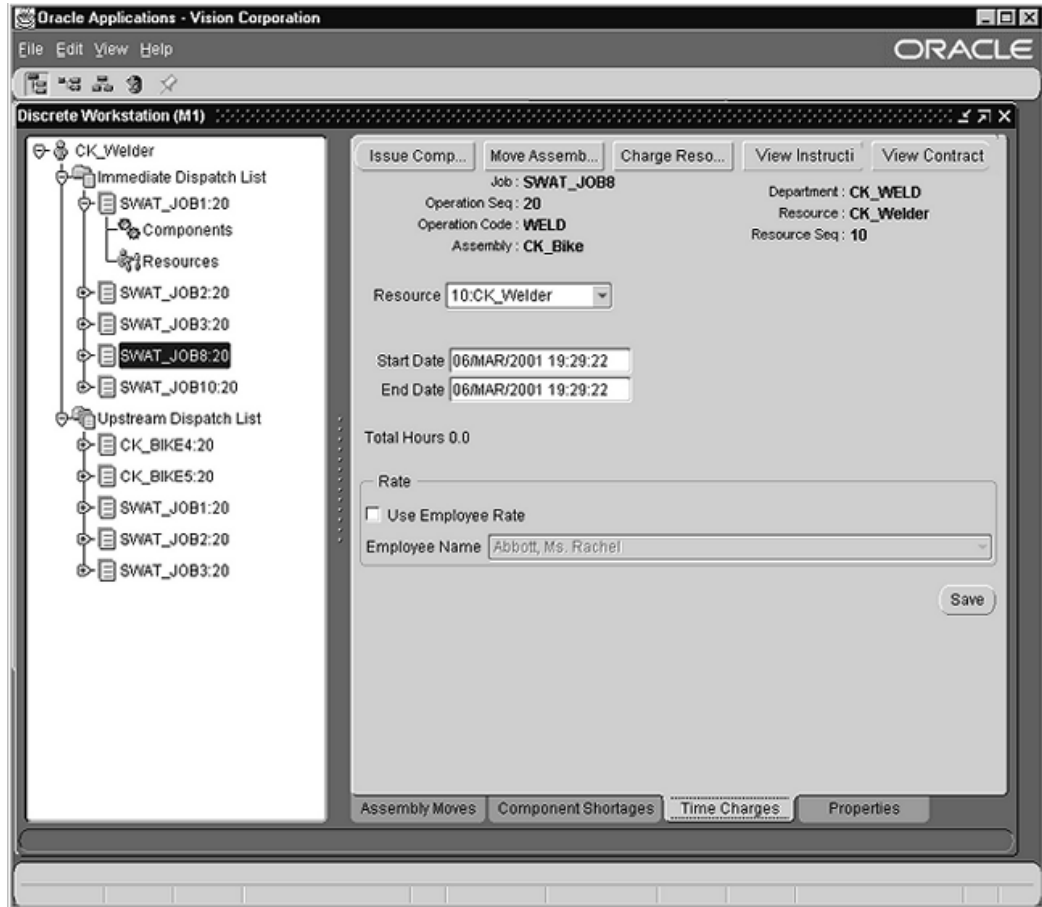 Oracle Applications - Vision Corporation
File Edit View Help
ORACLE
Discrete Workstation (M1)
CK_Welder
Immediate Dispatch List
SWAT_JOB1:20
Components
Resources
SWAT_JOB2:20
SWAT_JOB3:20
SWAT_JOB8:20
SWAT_JOB10:20
Upstream Dispatch List
CK_BIKE4:20
CK_BIKE5:20
SWAT_JOB1:20
SWAT_JOB2:20
SWAT_JOB3:20
Issue Comp... Move Assemb... Charge Reso... View Instructi View Contract
Job : SWAT_JOB8
Operation Seq : 20
Operation Code : WELD
Assembly : CK_Bike
Department : CK_WELD
Resource : CK_Welder
Resource Seq : 10
Resource 10:CK_Welder
Start Date 06/MAR/2001 19:29:22
End Date 06/MAR/2001 19:29:22
Total Hours 0.0
Rate
Use Employee Rate
Employee Name Abbott, Ms. Rachel
Save
Assembly Moves Component Shortages Time Charges Properties